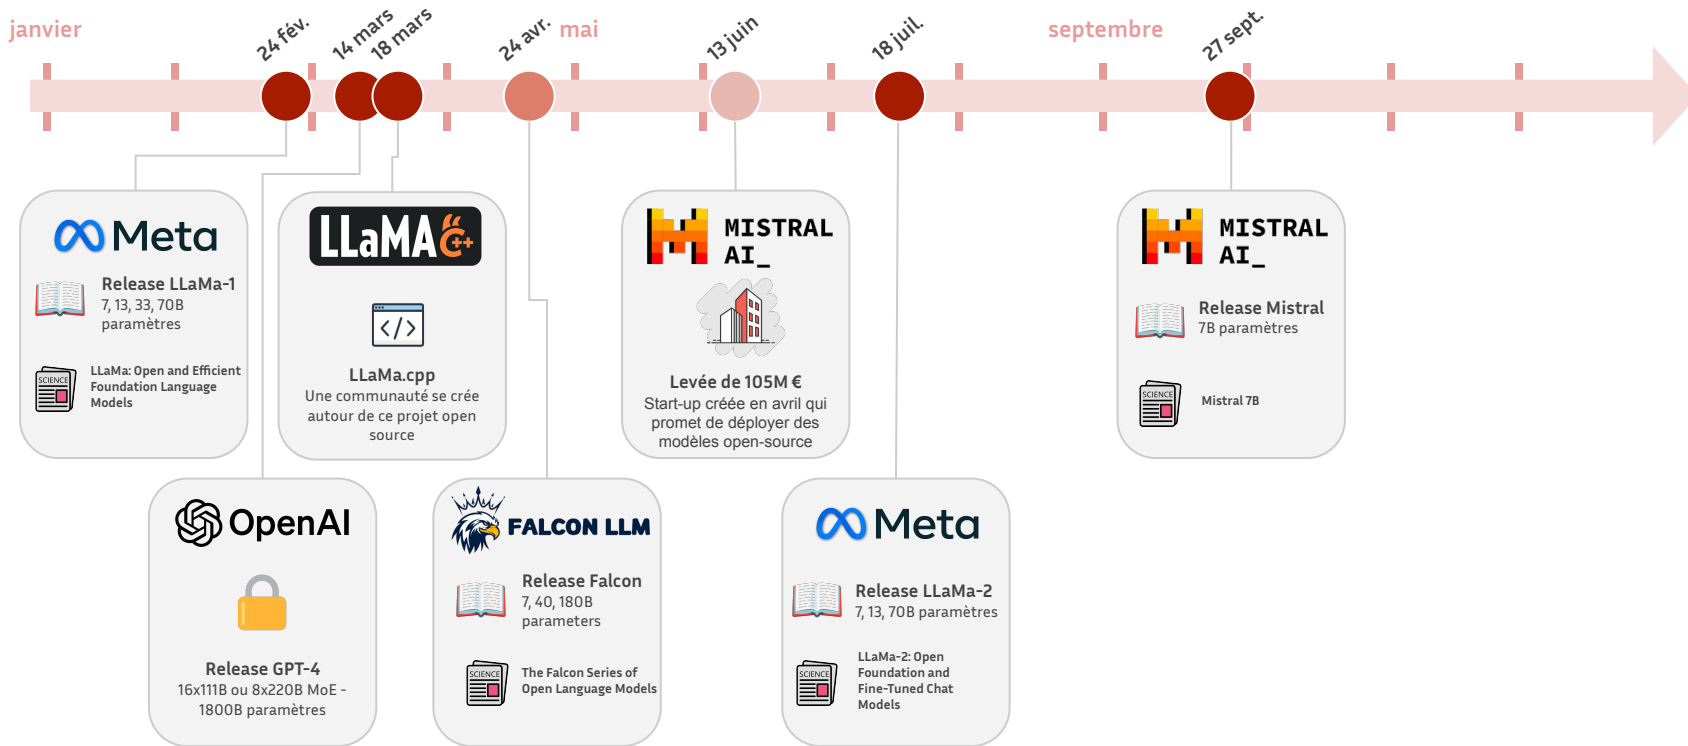 janvier
24 fév.
14 mars
18 mars
24 avr.
mai
13 juin
18 juil.
septembre
27 sept.
Meta
Release LLaMa-1
7, 13, 33, 70B
paramètres
SCIENCE
LLaMa: Open and Efficient
Foundation Language
Models
LLaMA C++
</>
LLaMa.cpp
Une communauté se crée
autour de ce projet open
source
MISTRAL
AI_
Levée de 105M €
Start-up créée en avril qui
promet de déployer des
modèles open-source
MISTRAL
AI_
Release Mistral
7B paramètres
SCIENCE
Mistral 7B
OpenAI
Release GPT-4
16x111B ou 8x220B MoE -
1800B paramètres
FALCON LLM
Release Falcon
7, 40, 180B
parameters
SCIENCE
The Falcon Series of
Open Language Models
Meta
Release LLaMa-2
7, 13, 70B paramètres
SCIENCE
LLaMa-2: Open
Foundation and
Fine-Tuned Chat
Models